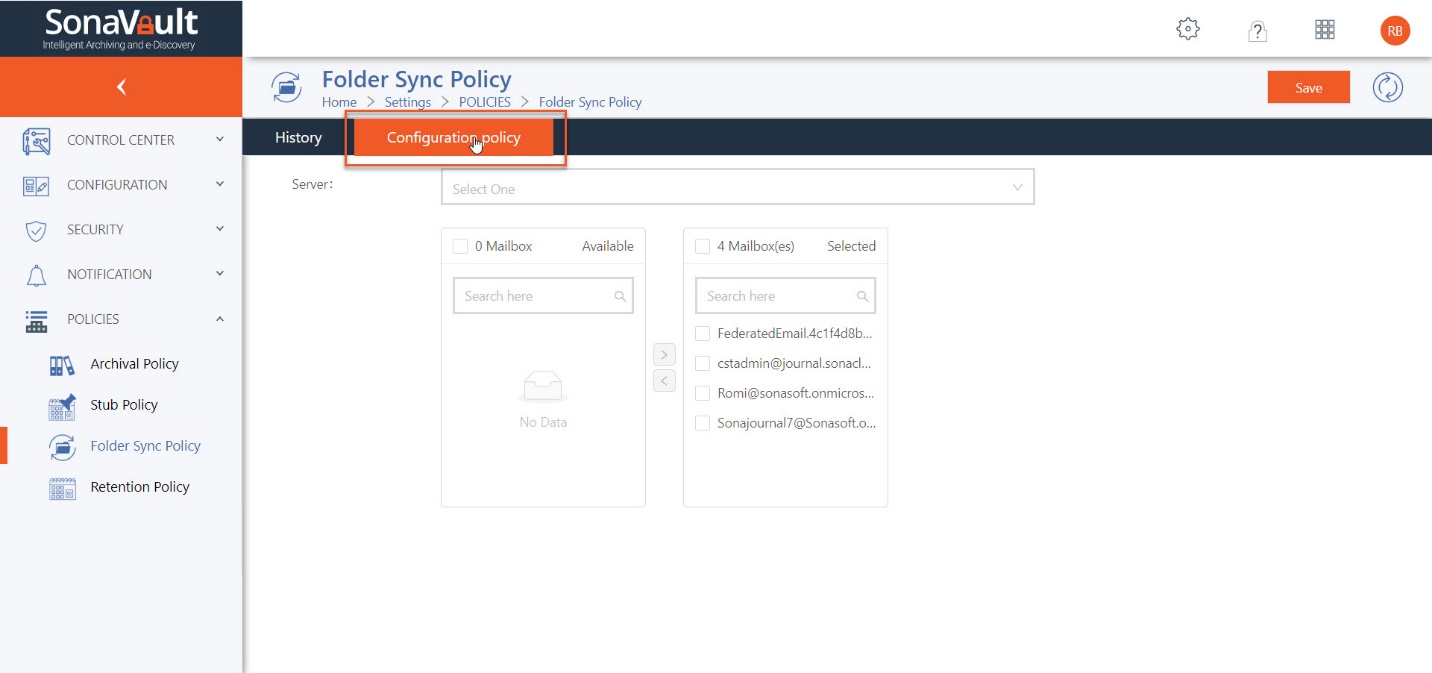 SonaVault
Intelligent Archiving and e-Discovery
?
RB
Folder Sync Policy
Home > Settings > POLICIES > Folder Sync Policy
Save
History
Configuration policy
CONTROL CENTER
CONFIGURATION
SECURITY
NOTIFICATION
POLICIES
Archival Policy
Stub Policy
Folder Sync Policy
Retention Policy
Server:
Select One
0 Mailbox Available
Search here
No Data
>
<
4 Mailbox(es) Selected
Search here
FederatedEmail.4c1f4d8b...
cstadmin@journal.sonacl...
Romi@sonasoft.onmicros...
Sonajournal7@Sonasoft.o...